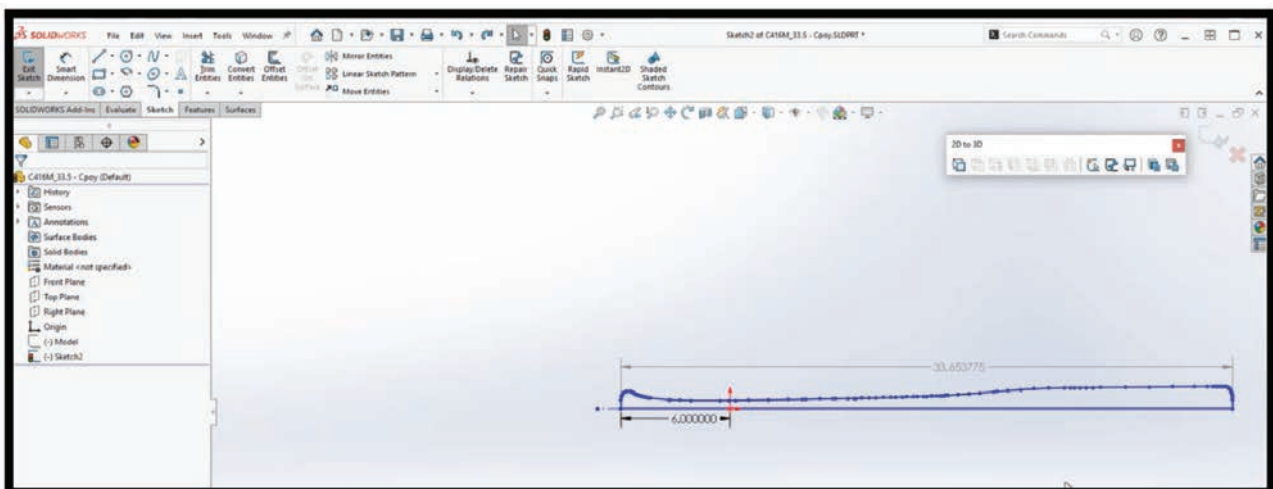 SOLIDWORKS File Edit View Insert Tools Window Sketch2 of C416M_33.5 - Cpoy.SLDPRT * Search Commands
Exit Sketch Smart Dimension Trim Entities Convert Entities Offset Entities Mirror Entities Linear Sketch Pattern Move Entities Display/Delete Relations Repair Sketch Quick Snaps Rapid Sketch Instant2D Shaded Sketch Contours
SOLIDWORKS Add-Ins Evaluate Sketch Features Surfaces
2D to 3D
C416M_33.5 - Cpoy (Default)
History
Sensors
Annotations
Surface Bodies
Solid Bodies
Material <not specified>
Front Plane
Top Plane
Right Plane
Origin
(-) Model
(-) Sketch2
33.653775
6.000000